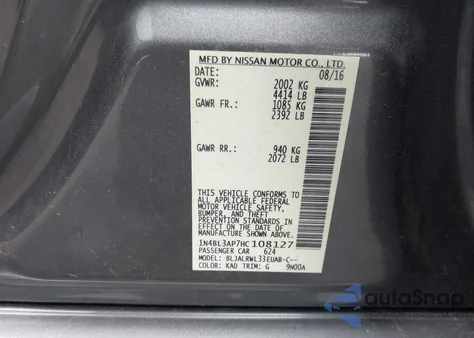 MFD BY NISSAN MOTOR CO., LTD.
DATE: 08/16
GVWR: 2002 KG
4414 LB
GAWR FR.: 1085 KG
2392 LB
GAWR RR.: 940 KG
2072 LB
THIS VEHICLE CONFORMS TO
ALL APPLICABLE FEDERAL
MOTOR VEHICLE SAFETY,
BUMPER, AND THEFT
PREVENTION STANDARDS
IN EFFECT ON THE DATE OF
MANUFACTURE SHOWN ABOVE.
1N4BL3AP7HC108127
PASSENGER CAR 624
MODEL: BLJALRWL33EUA8-C--
COLOR: KAD TRIM: G 9N00A
autoSnap